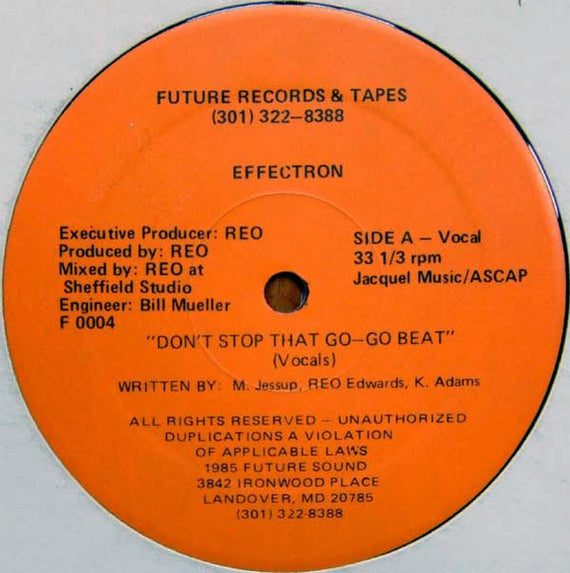 FUTURE RECORDS & TAPES
(301) 322–8388
EFFECTRON
Executive Producer: REO
Produced by: REO
Mixed by: REO at
Sheffield Studio
Engineer: Bill Mueller
F 0004
SIDE A – Vocal
33 1/3 rpm
Jacquel Music/ASCAP
"DON'T STOP THAT GO–GO BEAT"
(Vocals)
WRITTEN BY: M. Jessup, REO Edwards, K. Adams
ALL RIGHTS RESERVED – UNAUTHORIZED
DUPLICATIONS A VIOLATION
OF APPLICABLE LAWS
1985 FUTURE SOUND
3842 IRONWOOD PLACE
LANDOVER, MD 20785
(301) 322-8388